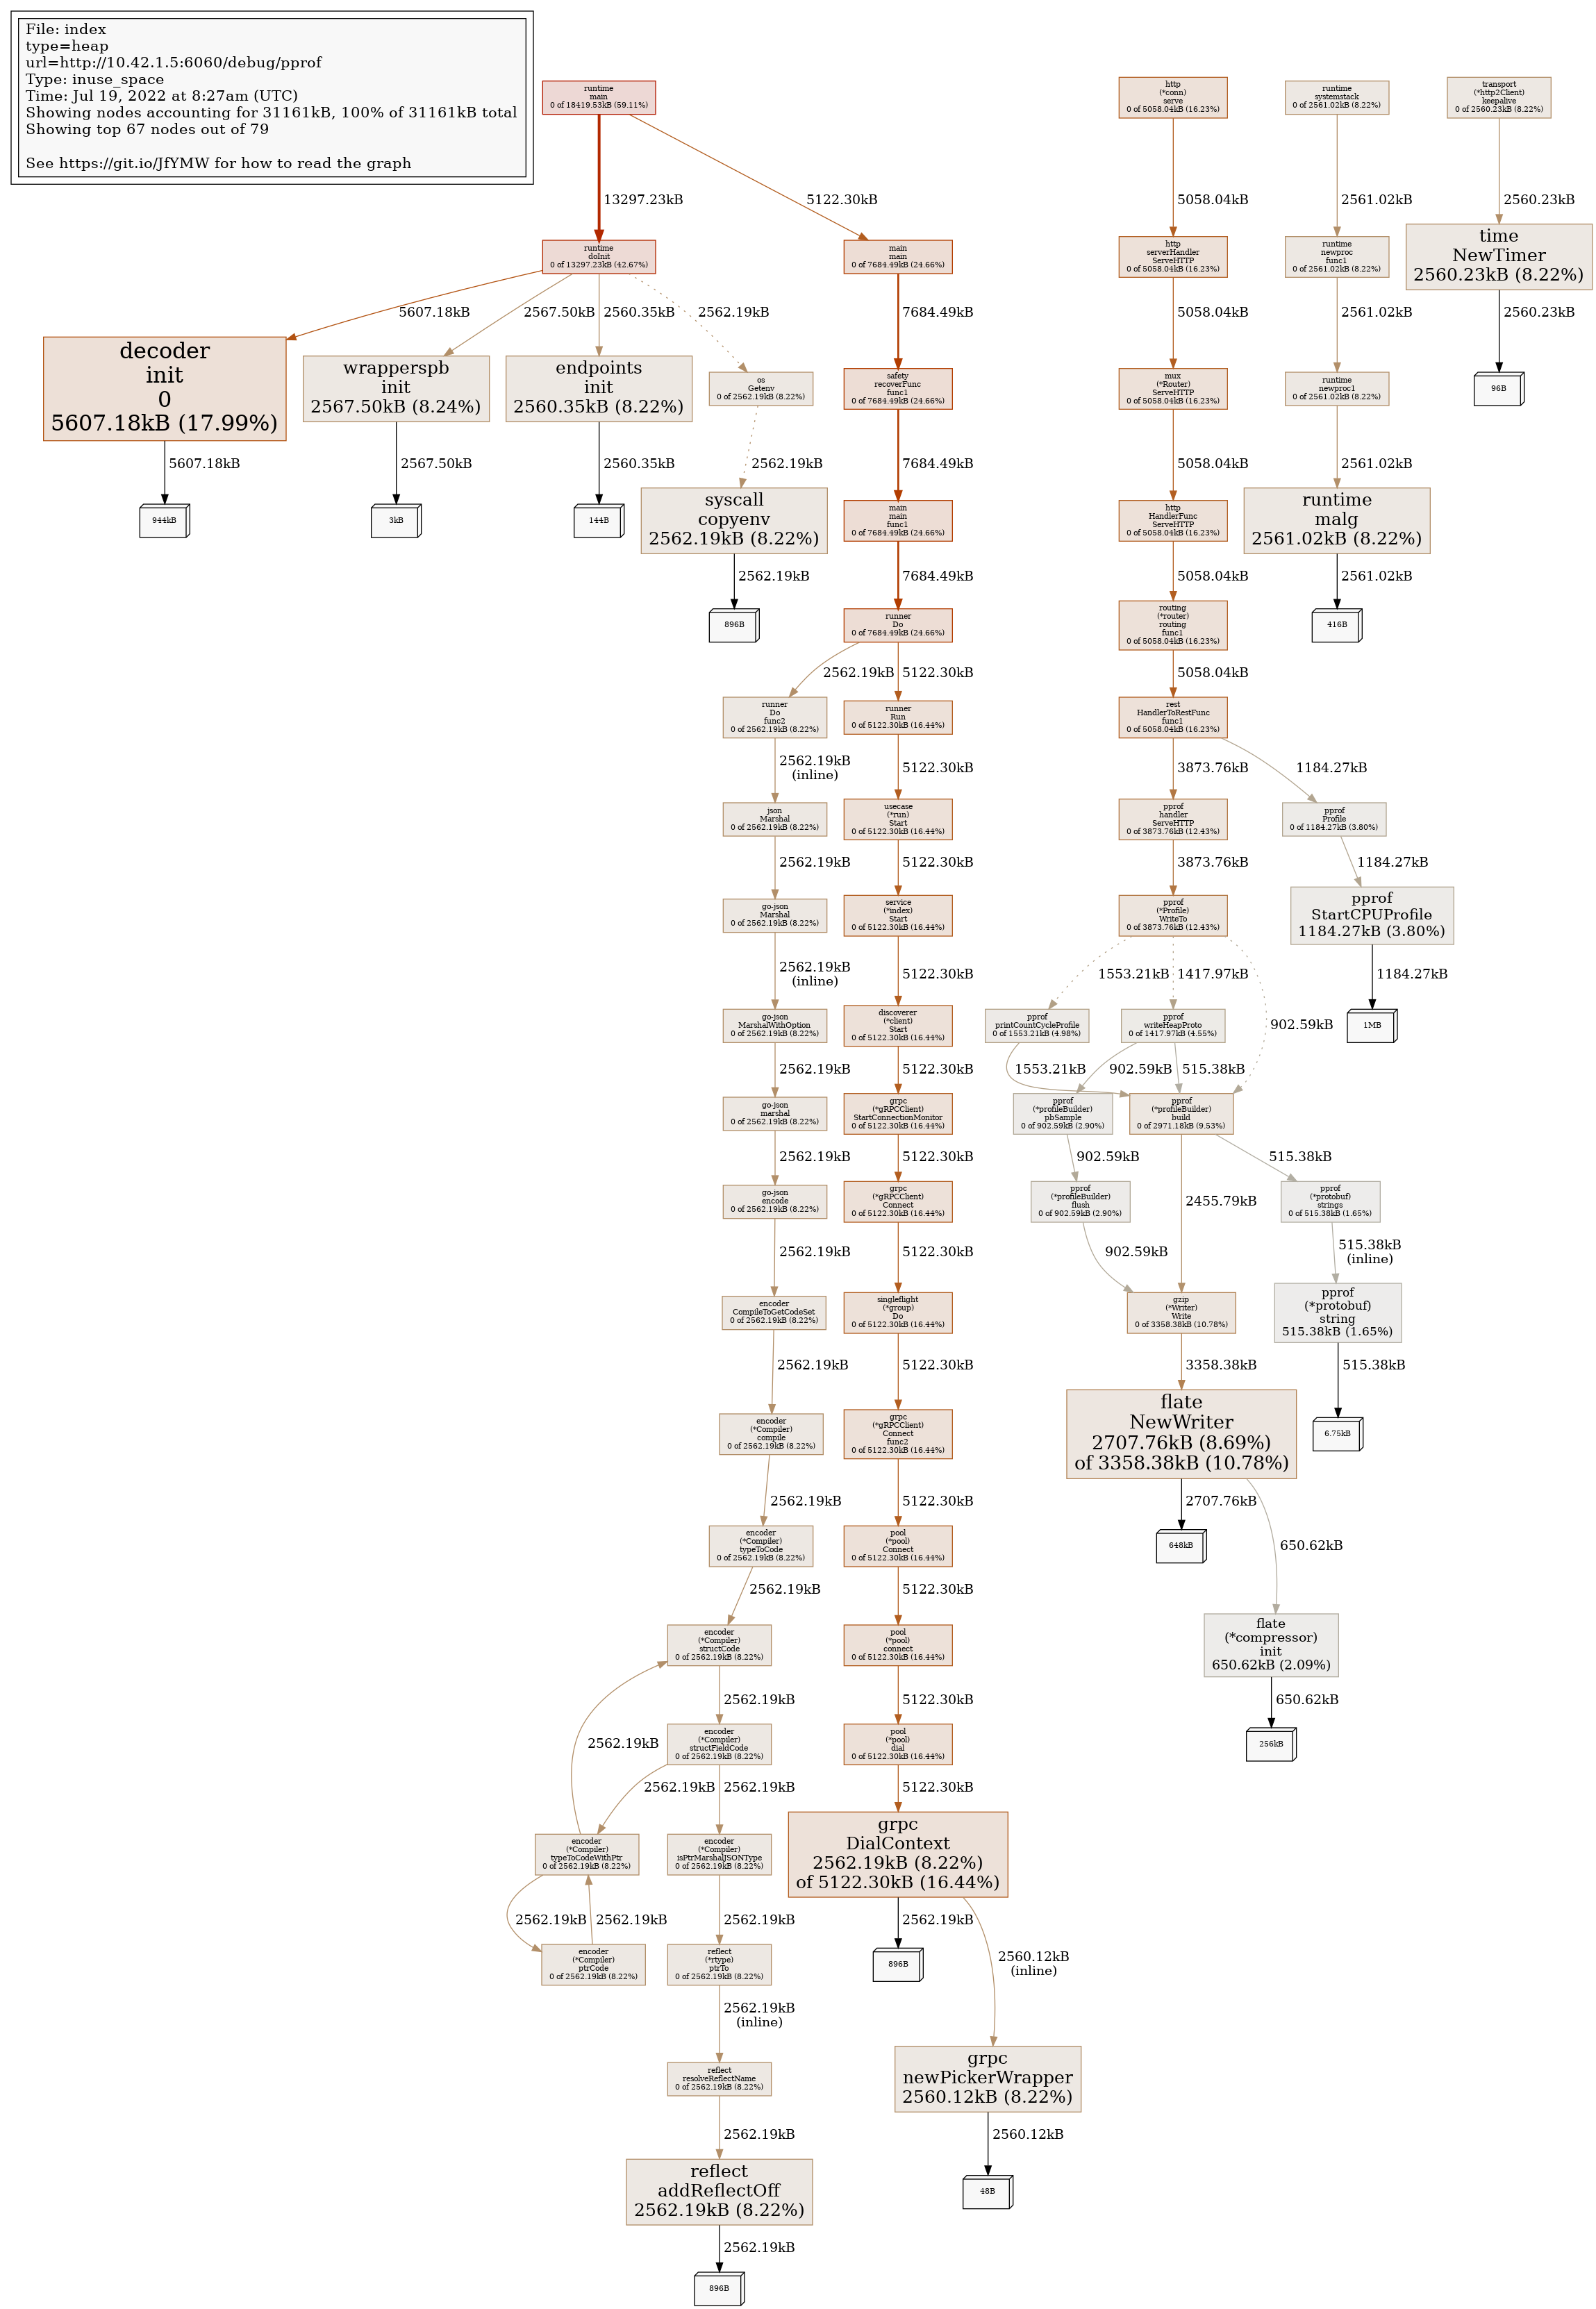 File: index
type=heap
url=http://10.42.1.5:6060/debug/pprof
Type: inuse_space
Time: Jul 19, 2022 at 8:27am (UTC)
Showing nodes accounting for 31161kB, 100% of 31161kB total
Showing top 67 nodes out of 79
See https://git.io/JfYMW for how to read the graph
runtime
main
0 of 18419.53kB (59.11%)
http
(*conn)
serve
0 of 5058.04kB (16.23%)
runtime
systemstack
0 of 2561.02kB (8.22%)
transport
(*http2Client)
keepalive
0 of 2560.23kB (8.22%)
13297.23kB
5122.30kB
5058.04kB
2561.02kB
2560.23kB
runtime
doInit
0 of 13297.23kB (42.67%)
main
main
0 of 7684.49kB (24.66%)
http
serverHandler
ServeHTTP
0 of 5058.04kB (16.23%)
runtime
newproc
func1
0 of 2561.02kB (8.22%)
time
NewTimer
2560.23kB (8.22%)
5607.18kB
2567.50kB
2560.35kB
2562.19kB
7684.49kB
5058.04kB
2561.02kB
2560.23kB
decoder
init
0
5607.18kB (17.99%)
wrapperspb
init
2567.50kB (8.24%)
endpoints
init
2560.35kB (8.22%)
os
Getenv
0 of 2562.19kB (8.22%)
safety
recoverFunc
func1
0 of 7684.49kB (24.66%)
mux
(*Router)
ServeHTTP
0 of 5058.04kB (16.23%)
runtime
newproc1
0 of 2561.02kB (8.22%)
96B
5607.18kB
2567.50kB
2560.35kB
2562.19kB
7684.49kB
5058.04kB
2561.02kB
944kB
3kB
144B
syscall
copyenv
2562.19kB (8.22%)
main
main
func1
0 of 7684.49kB (24.66%)
http
HandlerFunc
ServeHTTP
0 of 5058.04kB (16.23%)
runtime
malg
2561.02kB (8.22%)
2562.19kB
7684.49kB
5058.04kB
2561.02kB
896B
runner
Do
0 of 7684.49kB (24.66%)
routing
(*router)
routing
func1
0 of 5058.04kB (16.23%)
416B
2562.19kB
5122.30kB
5058.04kB
runner
Do
func2
0 of 2562.19kB (8.22%)
runner
Run
0 of 5122.30kB (16.44%)
rest
HandlerToRestFunc
func1
0 of 5058.04kB (16.23%)
2562.19kB
(inline)
5122.30kB
3873.76kB
1184.27kB
json
Marshal
0 of 2562.19kB (8.22%)
usecase
(*run)
Start
0 of 5122.30kB (16.44%)
pprof
handler
ServeHTTP
0 of 3873.76kB (12.43%)
pprof
Profile
0 of 1184.27kB (3.80%)
2562.19kB
5122.30kB
3873.76kB
1184.27kB
go-json
Marshal
0 of 2562.19kB (8.22%)
service
(*index)
Start
0 of 5122.30kB (16.44%)
pprof
(*Profile)
WriteTo
0 of 3873.76kB (12.43%)
pprof
StartCPUProfile
1184.27kB (3.80%)
2562.19kB
(inline)
5122.30kB
1553.21kB
1417.97kB
902.59kB
1184.27kB
go-json
MarshalWithOption
0 of 2562.19kB (8.22%)
discoverer
(*client)
Start
0 of 5122.30kB (16.44%)
pprof
printCountCycleProfile
0 of 1553.21kB (4.98%)
pprof
writeHeapProto
0 of 1417.97kB (4.55%)
1MB
2562.19kB
5122.30kB
1553.21kB
902.59kB
515.38kB
go-json
marshal
0 of 2562.19kB (8.22%)
grpc
(*gRPCClient)
StartConnectionMonitor
0 of 5122.30kB (16.44%)
pprof
(*profileBuilder)
pbSample
0 of 902.59kB (2.90%)
pprof
(*profileBuilder)
build
0 of 2971.18kB (9.53%)
2562.19kB
5122.30kB
902.59kB
2455.79kB
515.38kB
go-json
encode
0 of 2562.19kB (8.22%)
grpc
(*gRPCClient)
Connect
0 of 5122.30kB (16.44%)
pprof
(*profileBuilder)
flush
0 of 902.59kB (2.90%)
pprof
(*protobuf)
strings
0 of 515.38kB (1.65%)
2562.19kB
5122.30kB
902.59kB
515.38kB
(inline)
encoder
CompileToGetCodeSet
0 of 2562.19kB (8.22%)
singleflight
(*group)
Do
0 of 5122.30kB (16.44%)
gzip
(*Writer)
Write
0 of 3358.38kB (10.78%)
pprof
(*protobuf)
string
515.38kB (1.65%)
2562.19kB
5122.30kB
3358.38kB
515.38kB
encoder
(*Compiler)
compile
0 of 2562.19kB (8.22%)
grpc
(*gRPCClient)
Connect
func2
0 of 5122.30kB (16.44%)
flate
NewWriter
2707.76kB (8.69%)
of 3358.38kB (10.78%)
6.75kB
2562.19kB
5122.30kB
2707.76kB
650.62kB
encoder
(*Compiler)
typeToCode
0 of 2562.19kB (8.22%)
pool
(*pool)
Connect
0 of 5122.30kB (16.44%)
648kB
2562.19kB
5122.30kB
encoder
(*Compiler)
structCode
0 of 2562.19kB (8.22%)
pool
(*pool)
connect
0 of 5122.30kB (16.44%)
flate
(*compressor)
init
650.62kB (2.09%)
2562.19kB
5122.30kB
650.62kB
2562.19kB
encoder
(*Compiler)
structFieldCode
0 of 2562.19kB (8.22%)
pool
(*pool)
dial
0 of 5122.30kB (16.44%)
256kB
2562.19kB
2562.19kB
5122.30kB
encoder
(*Compiler)
typeToCodeWithPtr
0 of 2562.19kB (8.22%)
encoder
(*Compiler)
isPtrMarshalJSONType
0 of 2562.19kB (8.22%)
grpc
DialContext
2562.19kB (8.22%)
of 5122.30kB (16.44%)
2562.19kB
2562.19kB
2562.19kB
2562.19kB
2560.12kB
(inline)
encoder
(*Compiler)
ptrCode
0 of 2562.19kB (8.22%)
reflect
(*rtype)
ptrTo
0 of 2562.19kB (8.22%)
896B
2562.19kB
(inline)
reflect
resolveReflectName
0 of 2562.19kB (8.22%)
grpc
newPickerWrapper
2560.12kB (8.22%)
2562.19kB
2560.12kB
reflect
addReflectOff
2562.19kB (8.22%)
48B
2562.19kB
896B